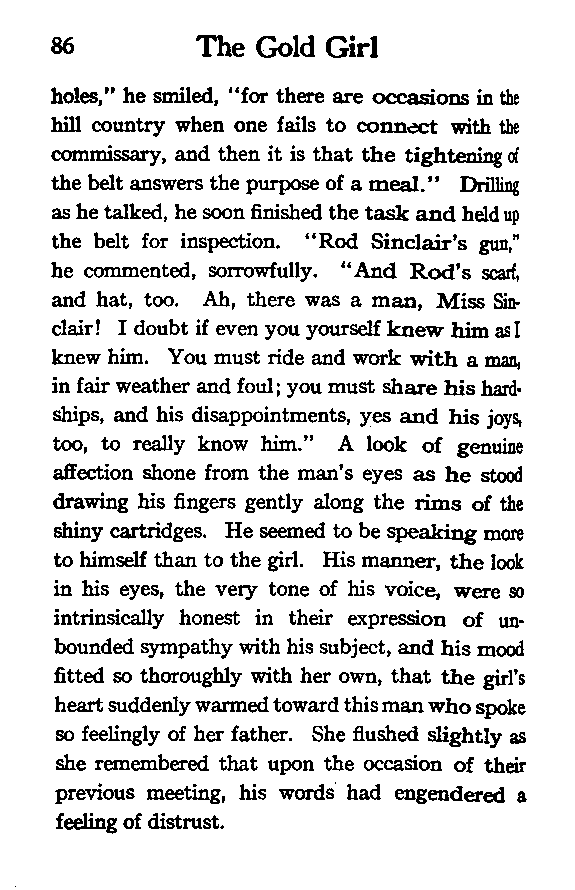 86 The Gold Girl
holes," he smiled, "for there are occasions in the
hill country when one fails to connect with the
commissary, and then it is that the tightening of
the belt answers the purpose of a meal." Drilling
as he talked, he soon finished the task and held up
the belt for inspection. "Rod Sinclair's gun,"
he commented, sorrowfully. "And Rod's scarf,
and hat, too. Ah, there was a man, Miss Sin-
clair! I doubt if even you yourself knew him as I
knew him. You must ride and work with a man,
in fair weather and foul; you must share his hard-
ships, and his disappointments, yes and his joys,
too, to really know him." A look of genuine
affection shone from the man's eyes as he stood
drawing his fingers gently along the rims of the
shiny cartridges. He seemed to be speaking more
to himself than to the girl. His manner, the look
in his eyes, the very tone of his voice, were so
intrinsically honest in their expression of un-
bounded sympathy with his subject, and his mood
fitted so thoroughly with her own, that the girl's
heart suddenly warmed toward this man who spoke
so feelingly of her father. She flushed slightly as
she remembered that upon the occasion of their
previous meeting, his words had engendered a
feeling of distrust.